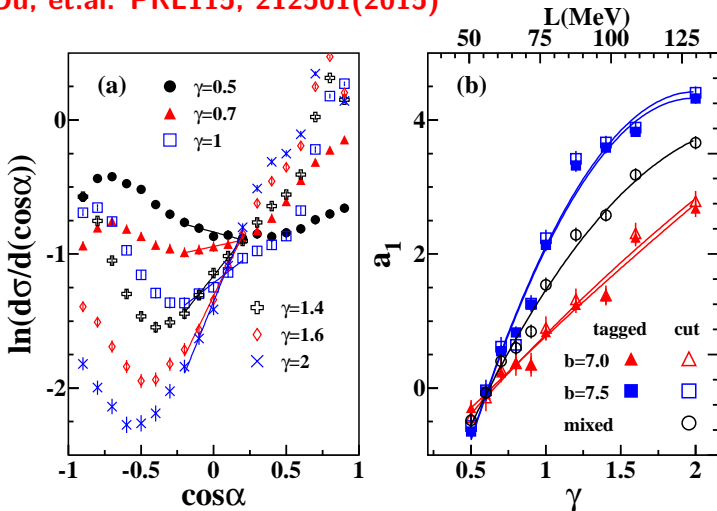 Du, et.al. PRL115, 212501(2015)
L(MeV)
50 75 100 125
(a)
γ=0.5
γ=0.7
γ=1
γ=1.4
γ=1.6
γ=2
ln(dσ/d(cosα))
0
-1
-2
-1 -0.5 0 0.5 1
cosα
(b)
a1
4
2
0
tagged cut
b=7.0
b=7.5
mixed
0.5 1 1.5 2
γ